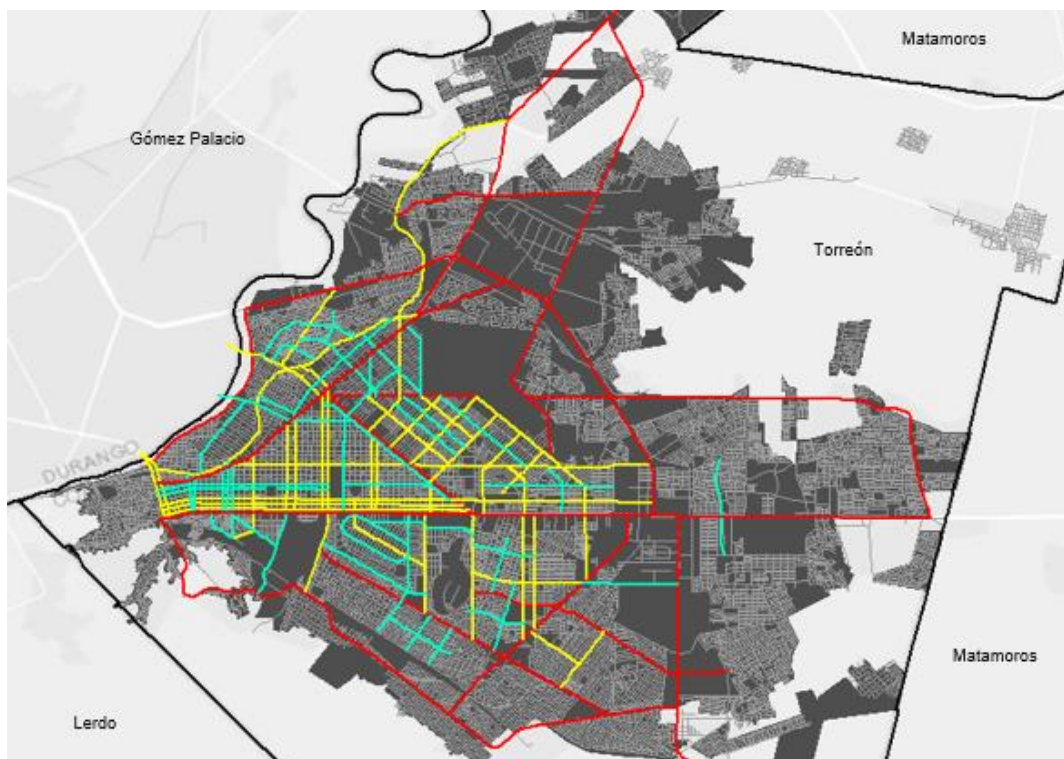 Matamoros
Gómez Palacio
Torreón
DURANGO
Matamoros
Lerdo